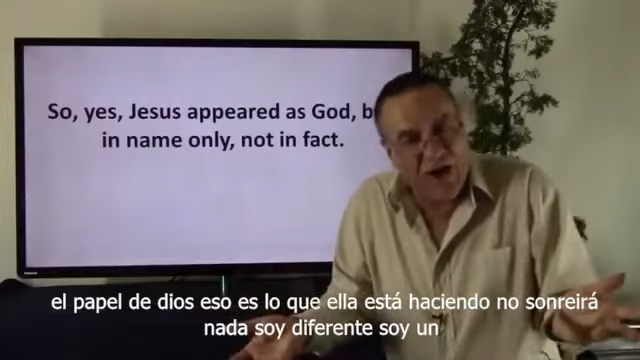 So, yes, Jesus appeared as God, b
in name only, not in fact.
el papel de dios eso es lo que ella está haciendo no sonreirá
nada soy diferente soy un